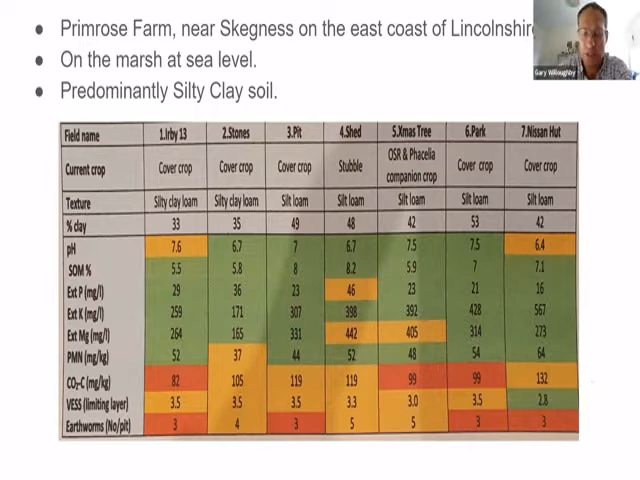 Primrose Farm, near Skegness on the east coast of Lincolnshire
On the marsh at sea level.
Predominantly Silty Clay soil.
Gary Willoughby
Field name 1.Irby 13 2.Stones 3.Pit 4.Shed 5.Xmas Tree 6.Park 7.Nissan Hut
Current crop Cover crop Cover crop Cover crop Stubble OSR & Phacelia companion crop Cover crop Cover crop
Texture Silty clay loam Silty clay loam Silt loam Silt loam Silt loam Silt loam Silt loam
% clay 33 35 49 48 42 53 42
pH 7.6 6.7 7 6.7 7.5 7.5 6.4
SOM % 5.5 5.8 8 8.2 5.9 7 7.1
Ext P (mg/l) 29 36 23 46 23 21 16
Ext K (mg/l) 259 171 307 398 392 428 567
Ext Mg (mg/l) 264 165 331 442 405 314 273
PMN (mg/kg) 52 37 44 52 48 54 64
CO₂-C (mg/kg) 82 105 119 119 99 99 132
VESS (limiting layer) 3.5 3.5 3.5 3.3 3.0 3.5 2.8
Earthworms (No/pit) 3 4 3 5 5 3 3